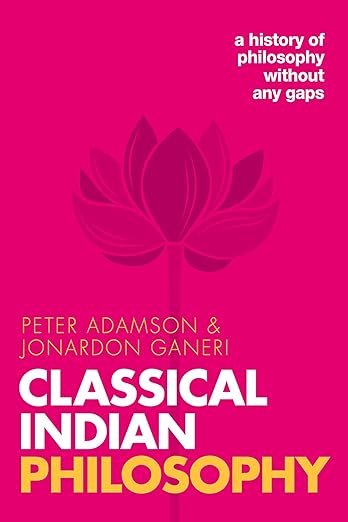 a history of
philosophy
without
any gaps
PETER ADAMSON &
JONARDON GANERI
CLASSICAL
INDIAN
PHILOSOPHY